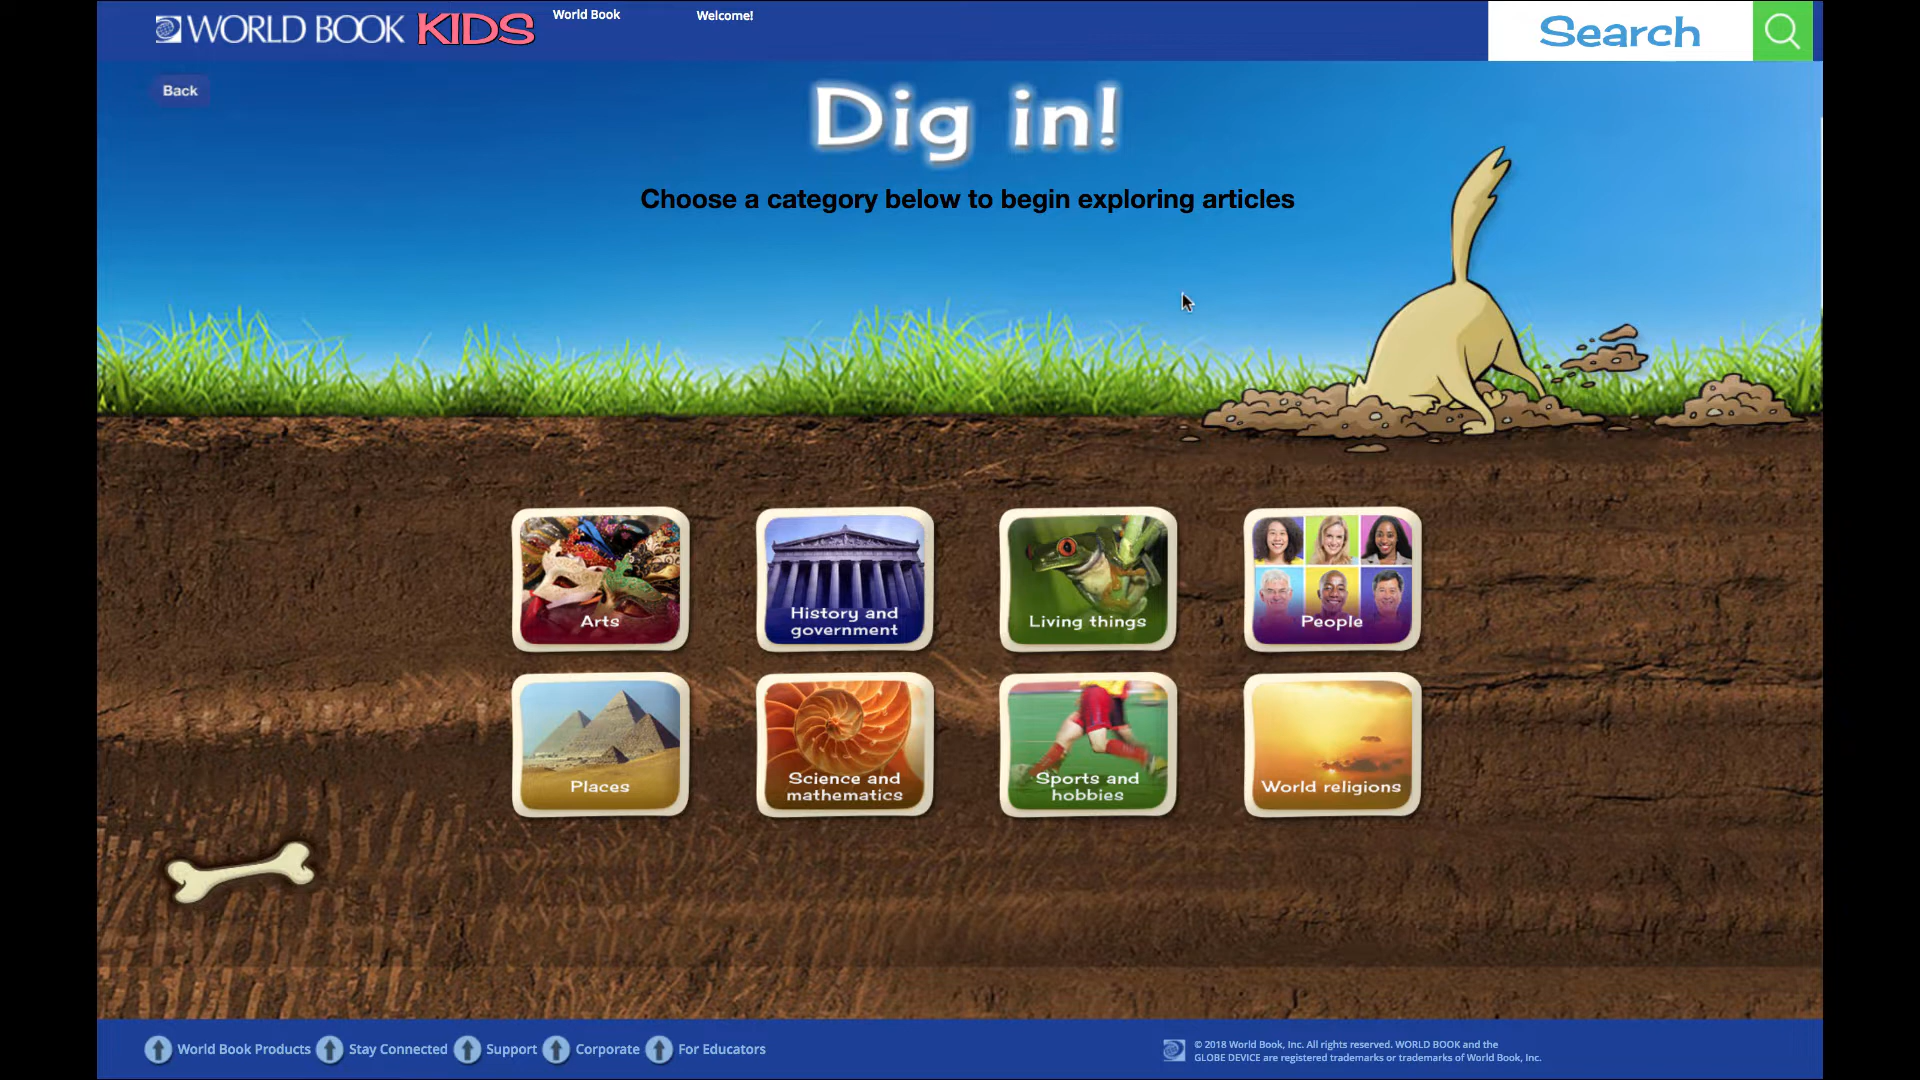 WORLD BOOK KIDS
World Book
Welcome!
Search
Back
Dig in!
Choose a category below to begin exploring articles
Arts
History and
government
Living things
People
Places
Science and
mathematics
Sports and
hobbies
World religions
World Book Products
Stay Connected
Support
Corporate
For Educators
© 2018 World Book, Inc. All rights reserved. WORLD BOOK and the
GLOBE DEVICE are registered trademarks or trademarks of World Book, Inc.